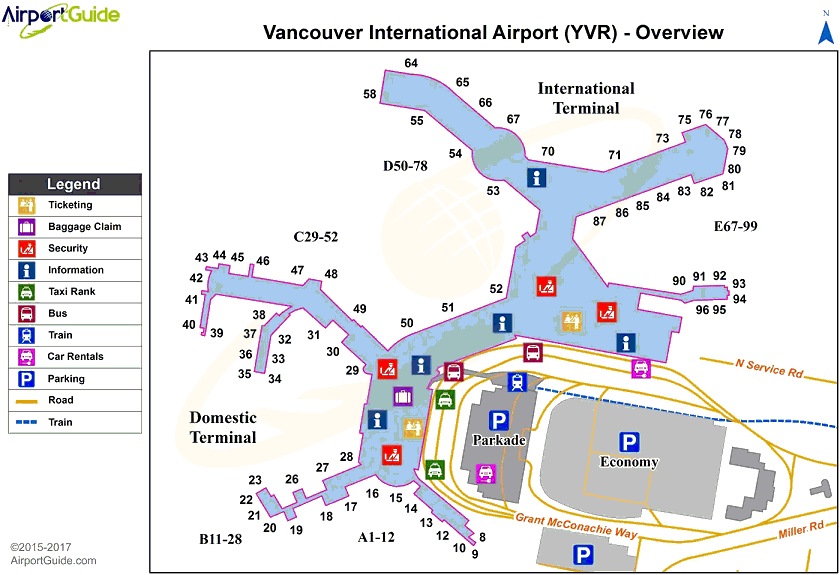 AirportGuide
Vancouver International Airport (YVR) - Overview
N
International
Terminal
64
65
58
66
55
67
54
D50-78
53
70
71
73
75
76
77
78
79
80
81
82
83
84
85
86
87
E67-99
90
91
92
93
94
95
96
C29-52
43
44
45
46
47
48
42
41
40
39
38
37
36
35
34
33
32
31
30
29
49
50
51
52
Legend
Ticketing
Baggage Claim
Security
Information
Taxi Rank
Bus
Train
Car Rentals
Parking
Road
Train
Domestic
Terminal
N Service Rd
P
Parkade
P
Economy
28
27
26
23
22
21
20
19
18
17
16
15
14
13
12
10
9
8
B11-28
A1-12
Grant McConachie Way
Miller Rd
P
©2015-2017
AirportGuide.com